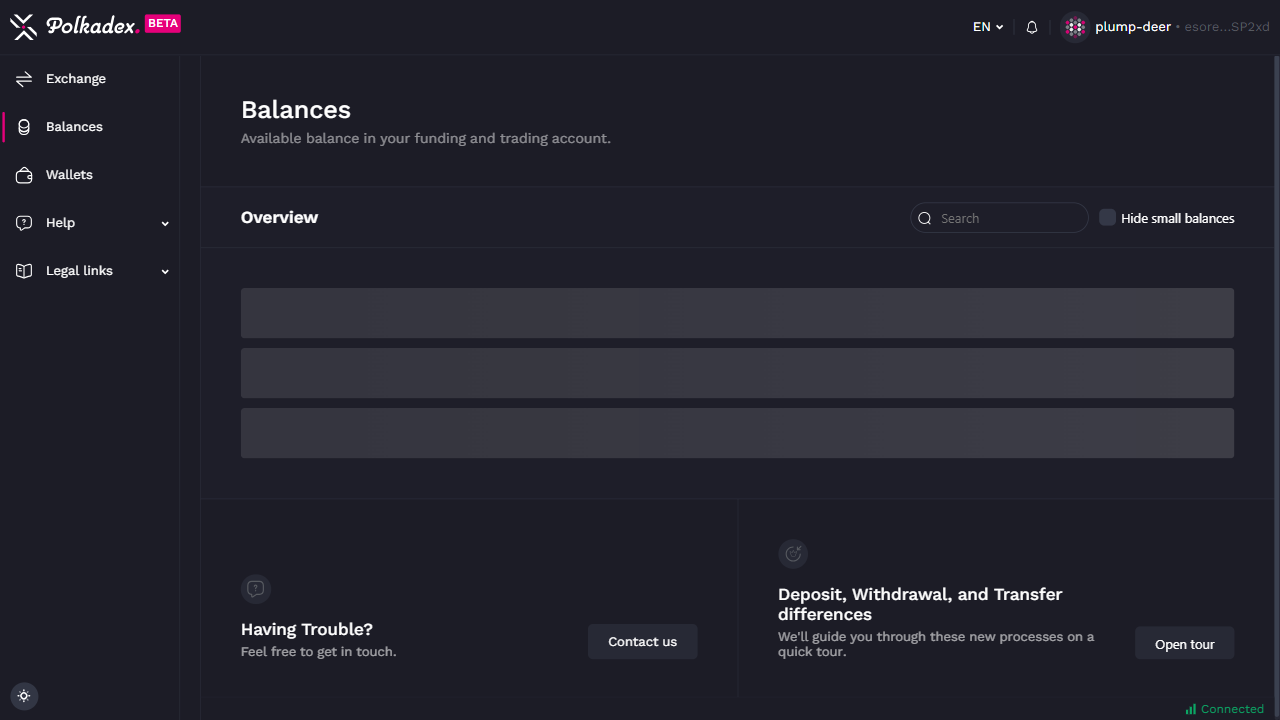 Polkadex. BETA
EN
plump-deer • esore...SP2xd
Exchange
Balances
Wallets
Help
Legal links
Balances
Available balance in your funding and trading account.
Overview
Search
Hide small balances
Having Trouble?
Feel free to get in touch.
Contact us
Deposit, Withdrawal, and Transfer
differences
We'll guide you through these new processes on a
quick tour.
Open tour
Connected